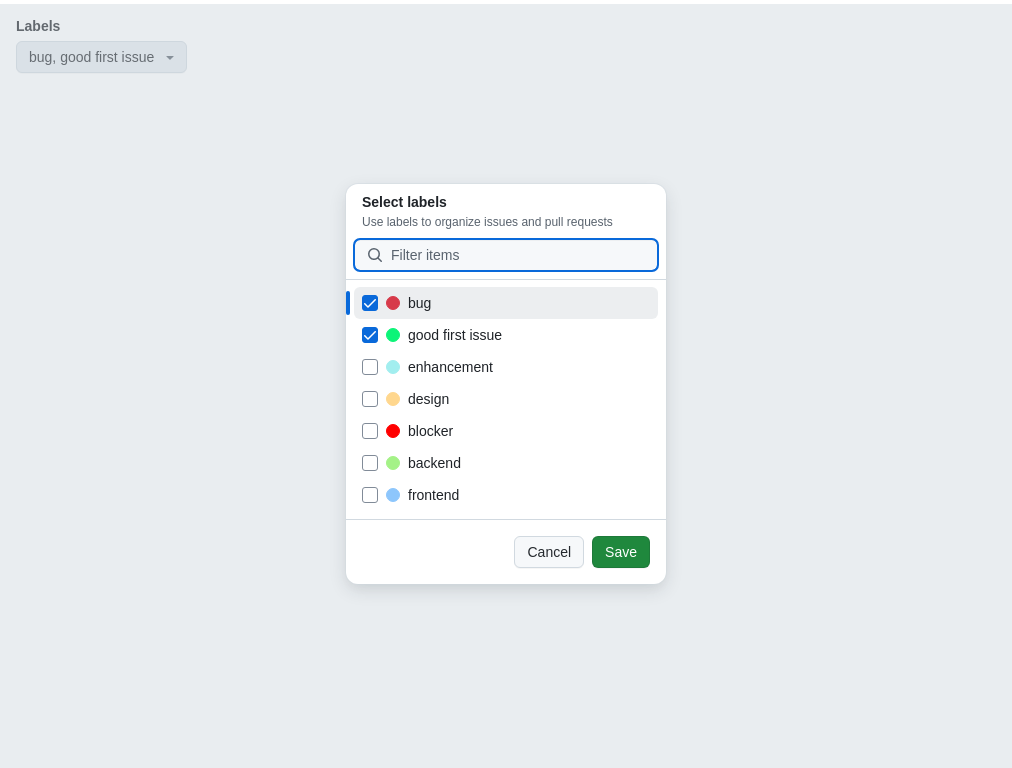 Labels
bug, good first issue
Select labels
Use labels to organize issues and pull requests
Filter items
bug
good first issue
enhancement
design
blocker
backend
frontend
Cancel Save